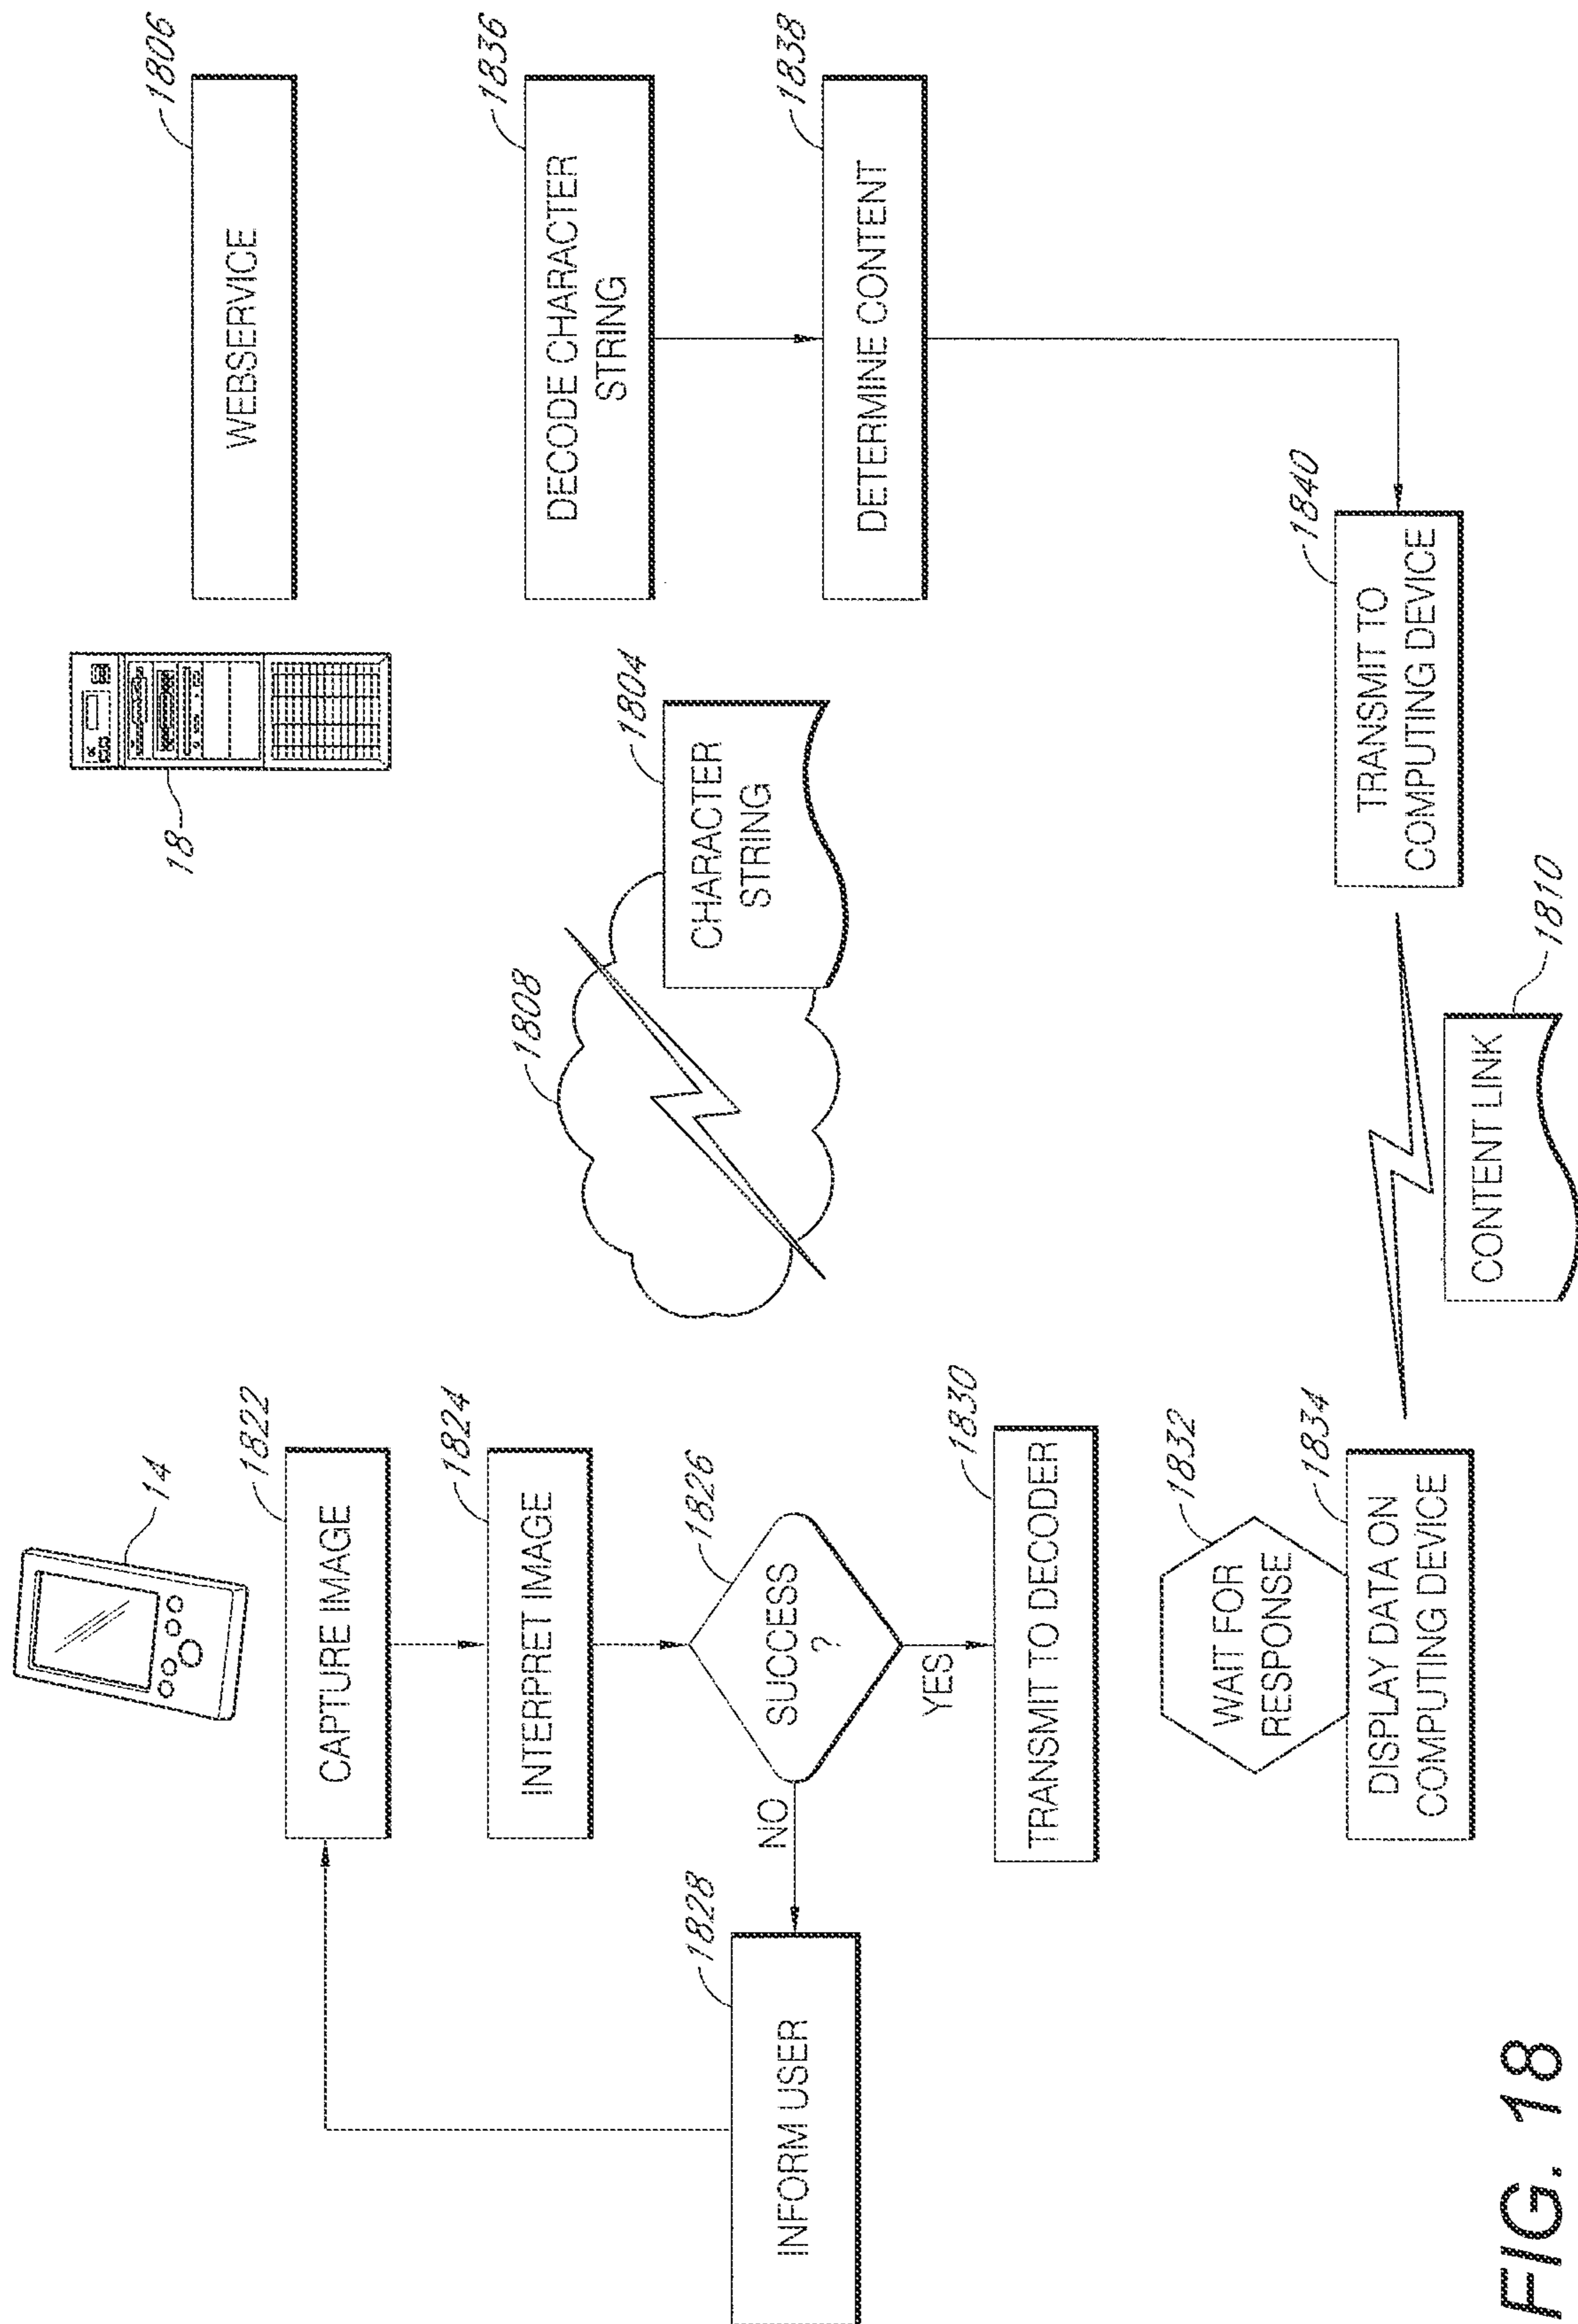 14
1822
CAPTURE IMAGE
1824
INTERPRET IMAGE
1826
SUCCESS
?
NO
YES
1828
INFORM USER
1830
TRANSMIT TO DECODER
1832
WAIT FOR
RESPONSE
1834
DISPLAY DATA ON
COMPUTING DEVICE
18
1808
1804
CHARACTER
STRING
1806
WEBSERVICE
1836
DECODE CHARACTER
STRING
1838
DETERMINE CONTENT
1840
TRANSMIT TO
COMPUTING DEVICE
1810
CONTENT LINK
FIG. 18